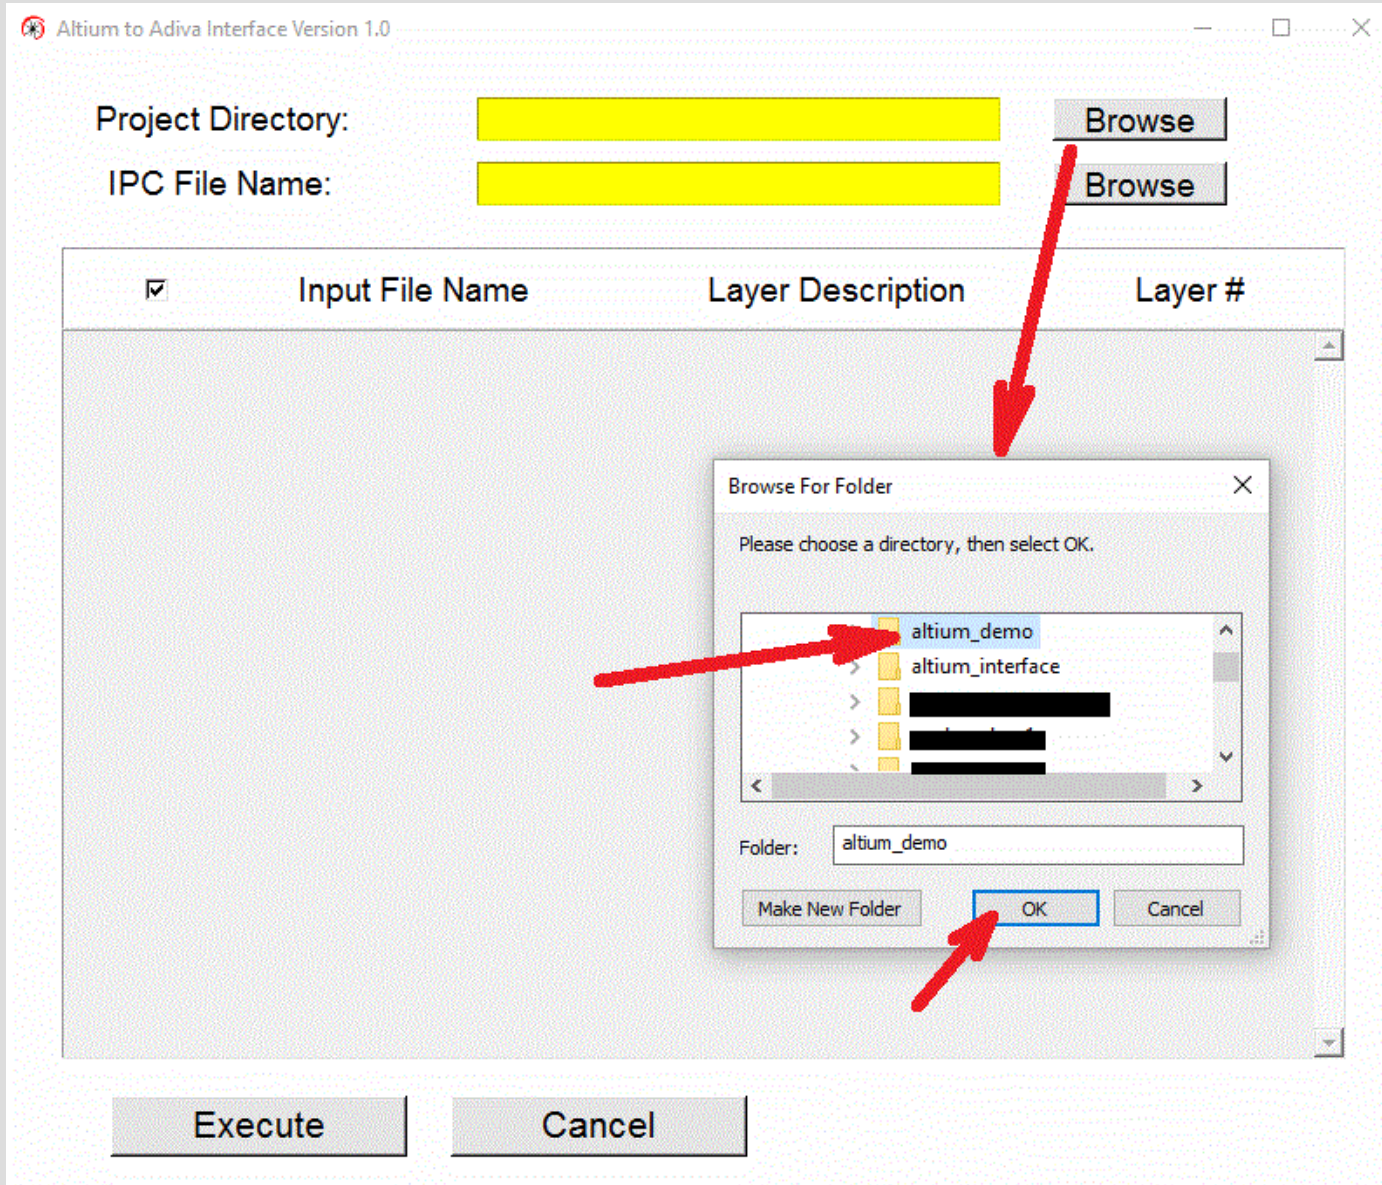 Altium to Adiva Interface Version 1.0
Project Directory: Browse
IPC File Name: Browse
Input File Name Layer Description Layer #
Browse For Folder
Please choose a directory, then select OK.
altium_demo
altium_interface
Folder: altium_demo
Make New Folder OK Cancel
Execute Cancel